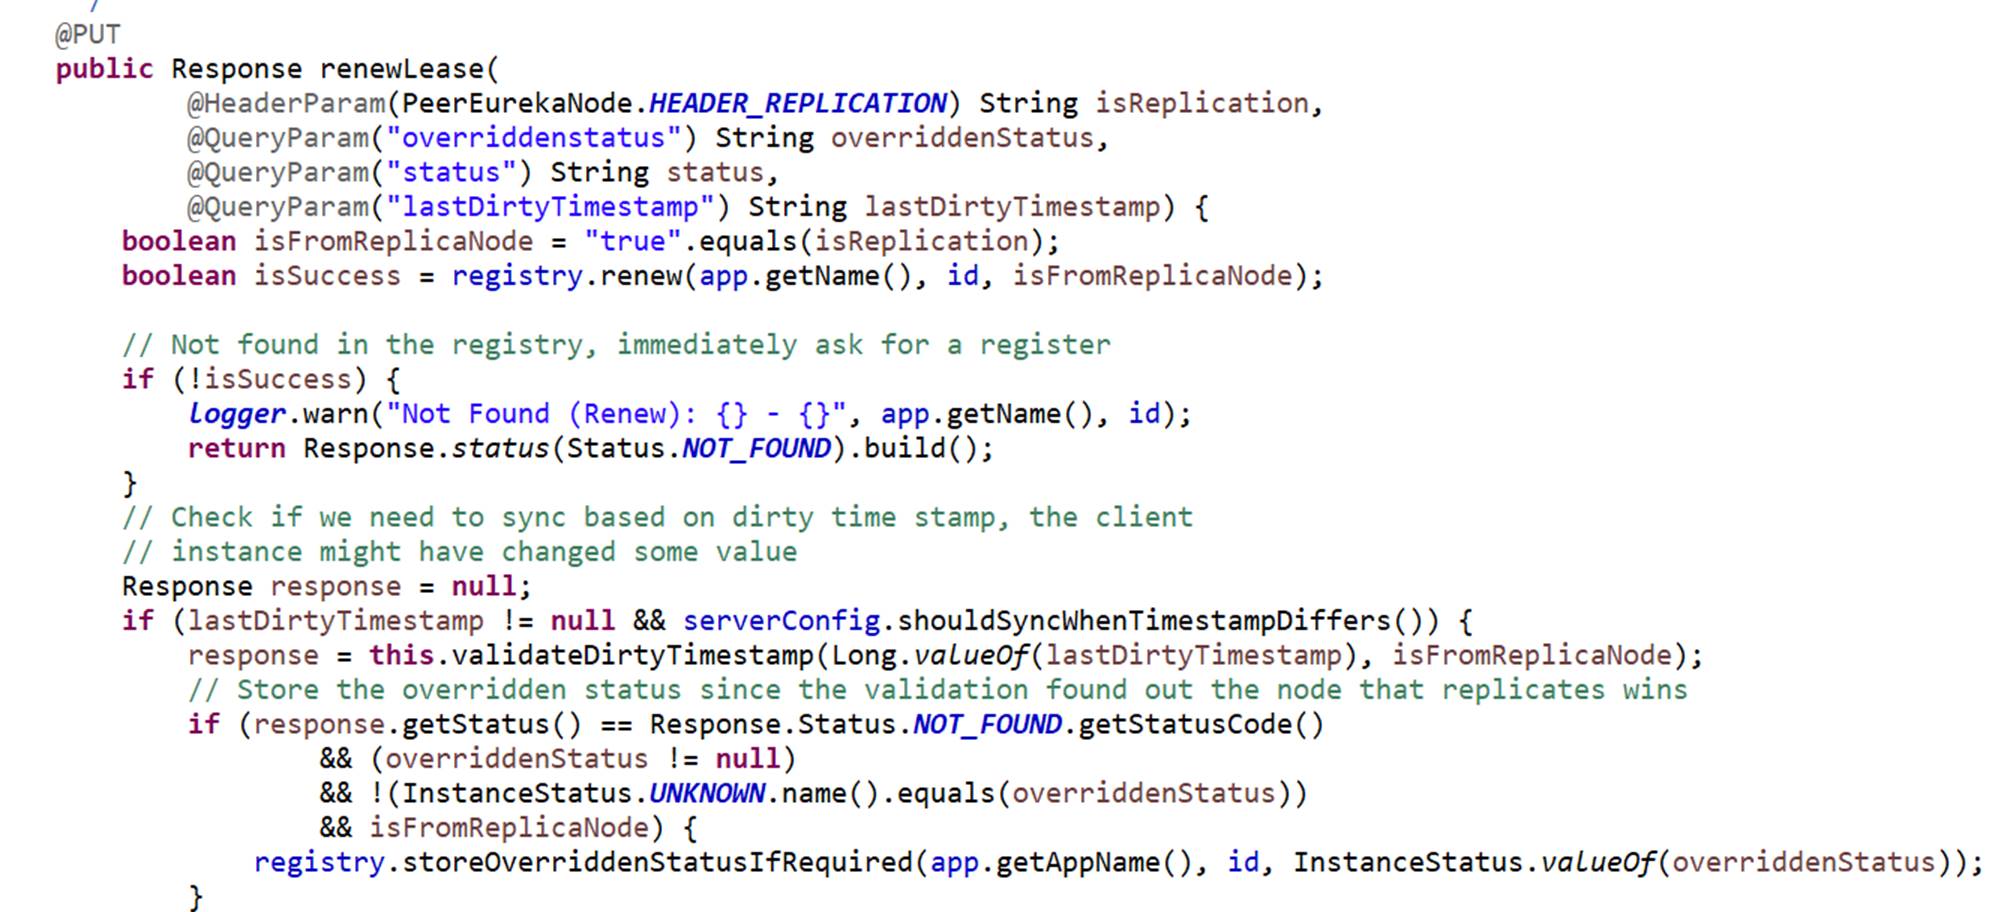 /
@PUT
public Response renewLease(
@HeaderParam(PeerEurekaNode.HEADER_REPLICATION) String isReplication,
@QueryParam("overriddenstatus") String overriddenStatus,
@QueryParam("status") String status,
@QueryParam("lastDirtyTimestamp") String lastDirtyTimestamp) {
boolean isFromReplicaNode = "true".equals(isReplication);
boolean isSuccess = registry.renew(app.getName(), id, isFromReplicaNode);
// Not found in the registry, immediately ask for a register
if (!isSuccess) {
logger.warn("Not Found (Renew): {} - {}", app.getName(), id);
return Response.status(Status.NOT_FOUND).build();
}
// Check if we need to sync based on dirty time stamp, the client
// instance might have changed some value
Response response = null;
if (lastDirtyTimestamp != null && serverConfig.shouldSyncWhenTimestampDiffers()) {
response = this.validateDirtyTimestamp(Long.valueOf(lastDirtyTimestamp), isFromReplicaNode);
// Store the overridden status since the validation found out the node that replicates wins
if (response.getStatus() == Response.Status.NOT_FOUND.getStatusCode()
&& (overriddenStatus != null)
&& !(InstanceStatus.UNKNOWN.name().equals(overriddenStatus))
&& isFromReplicaNode) {
registry.storeOverriddenStatusIfRequired(app.getAppName(), id, InstanceStatus.valueOf(overriddenStatus));
}